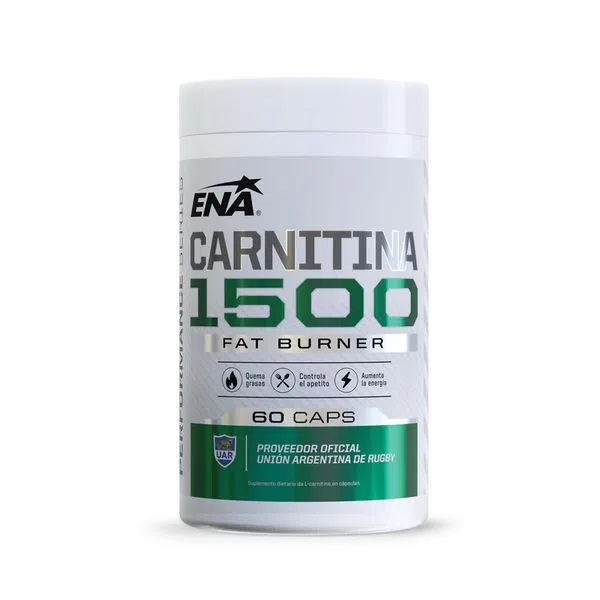 ENA®
CARNITINA
1500
FAT BURNER
Quema
grasas
Controla
el apetito
Aumenta
la energía
60 CAPS
UAR
PROVEEDOR OFICIAL
UNIÓN ARGENTINA DE RUGBY
Suplemento dietario de L-carnitina en cápsulas.
PERFORMANCE SERIES